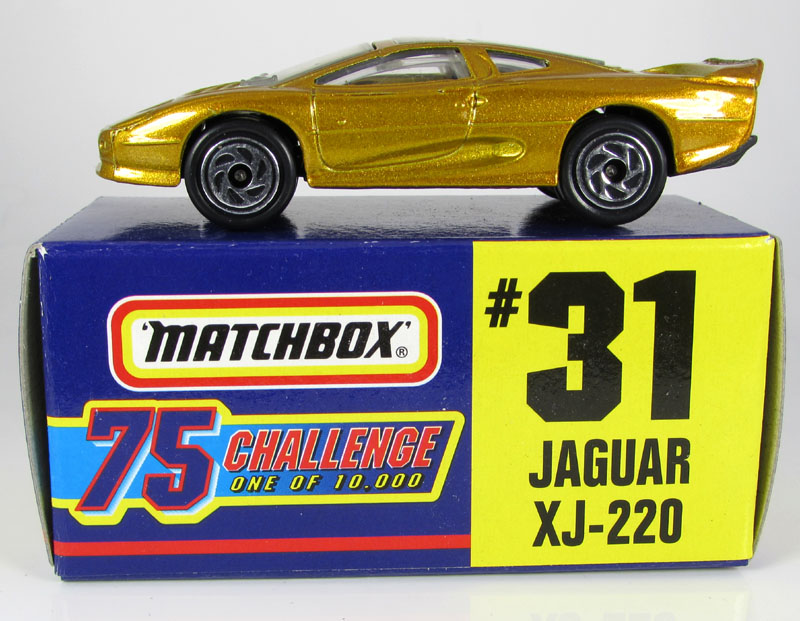 'MATCHBOX'®
75 CHALLENGE
ONE OF 10,000
#31
JAGUAR
XJ-220